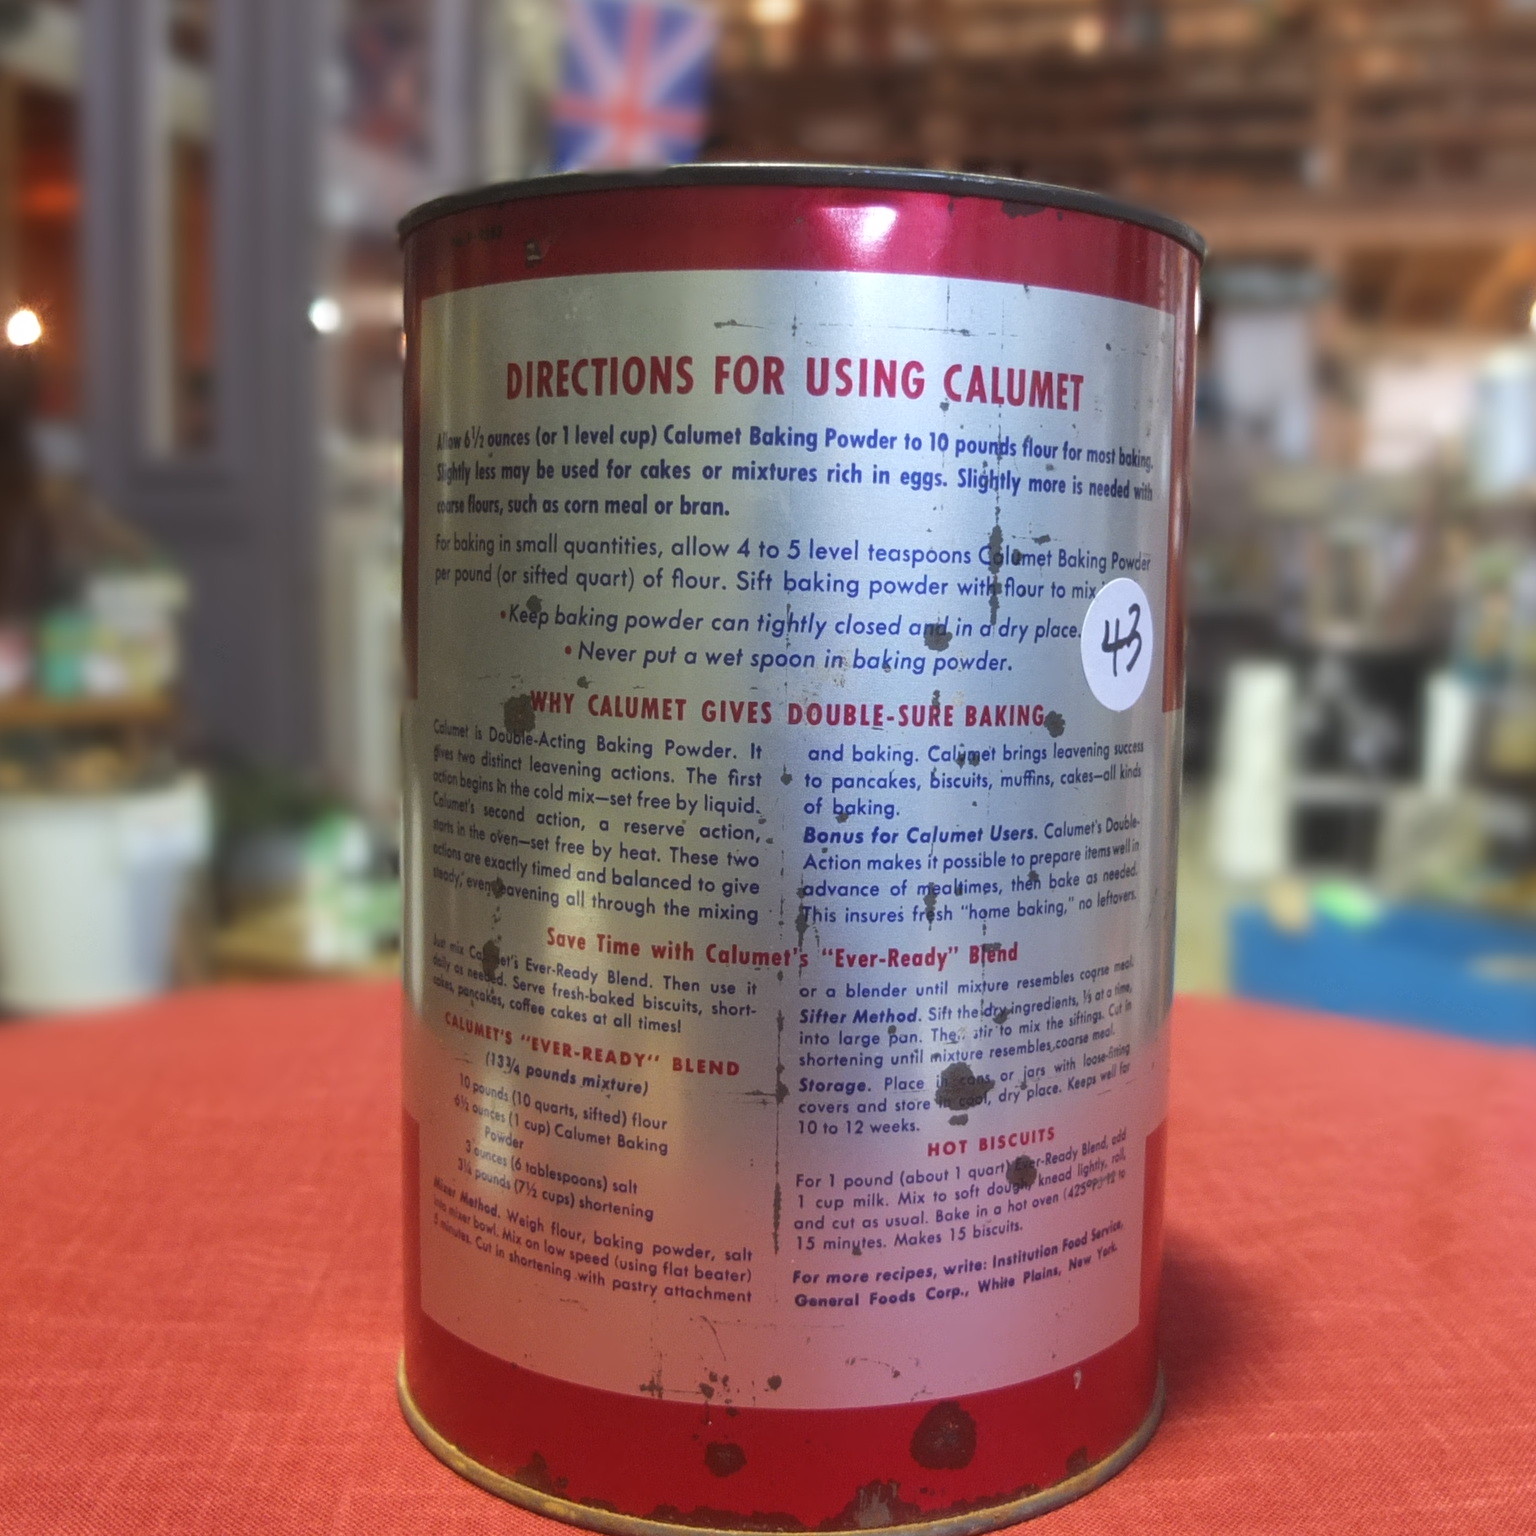 DIRECTIONS FOR USING CALUMET
Allow 6½ ounces (or 1 level cup) Calumet Baking Powder to 10 pounds flour for most baking.
Slightly less may be used for cakes or mixtures rich in eggs. Slightly more is needed with
coarse flours, such as corn meal or bran.
For baking in small quantities, allow 4 to 5 level teaspoons Calumet Baking Powder
per pound (or sifted quart) of flour. Sift baking powder with flour to mix
• Keep baking powder can tightly closed and in a dry place.
43
• Never put a wet spoon in baking powder.
WHY CALUMET GIVES DOUBLE-SURE BAKING
Calumet is Double-Acting Baking Powder. It
gives two distinct leavening actions. The first
action begins in the cold mix—set free by liquid.
Calumet's second action, a reserve action,
starts in the oven—set free by heat. These two
actions are exactly timed and balanced to give
steady, even leavening all through the mixing
and baking. Calumet brings leavening success
to pancakes, biscuits, muffins, cakes—all kinds
of baking.
Bonus for Calumet Users. Calumet's Double-
Action makes it possible to prepare items well in
advance of mealtimes, then bake as needed.
This insures fresh "home baking," no leftovers.
Save Time with Calumet's "Ever-Ready" Blend
Just mix Calumet's Ever-Ready Blend. Then use it
daily as needed. Serve fresh-baked biscuits, short-
cakes, pancakes, coffee cakes at all times!
CALUMET'S "EVER-READY" BLEND
(13¾ pounds mixture)
10 pounds (10 quarts, sifted) flour
6½ ounces (1 cup) Calumet Baking
Powder
3 ounces (6 tablespoons) salt
3¼ pounds (7½ cups) shortening
Mixer Method. Weigh flour, baking powder, salt
into mixer bowl. Mix on low speed (using flat beater)
5 minutes. Cut in shortening with pastry attachment
or a blender until mixture resembles coarse meal.
Sifter Method. Sift the dry ingredients, ⅓ at a time,
into large pan. Then stir to mix the siftings. Cut in
shortening until mixture resembles coarse meal.
Storage. Place in cans or jars with loose-fitting
covers and store in cool, dry place. Keeps well for
10 to 12 weeks.
HOT BISCUITS
For 1 pound (about 1 quart) Ever-Ready Blend, add
1 cup milk. Mix to soft dough, knead lightly, roll,
and cut as usual. Bake in a hot oven (425°F.) 12 to
15 minutes. Makes 15 biscuits.
For more recipes, write: Institution Food Service,
General Foods Corp., White Plains, New York.